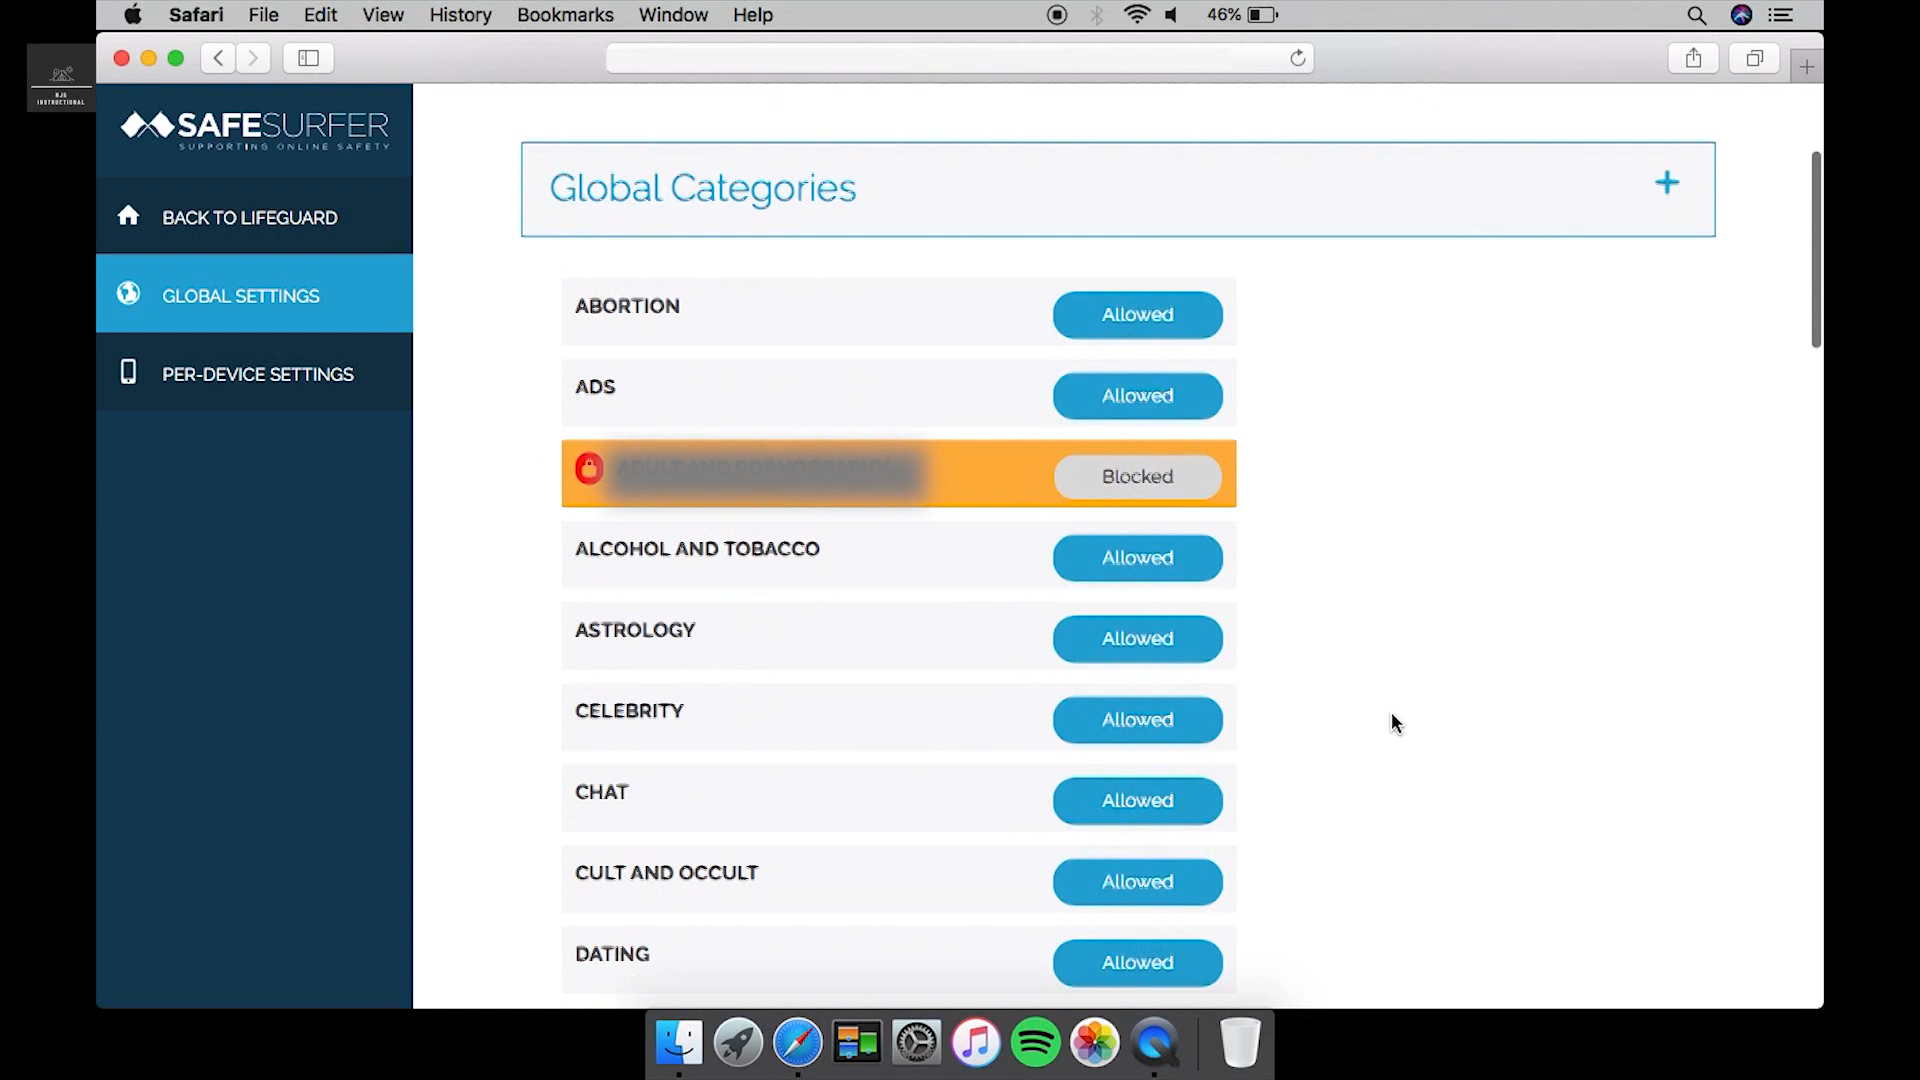 Safari File Edit View History Bookmarks Window Help 46%
NJS
INSTRUCTIONAL
SAFESURFER
SUPPORTING ONLINE SAFETY
BACK TO LIFEGUARD
GLOBAL SETTINGS
PER-DEVICE SETTINGS
Global Categories +
ABORTION Allowed
ADS Allowed
Blocked
ALCOHOL AND TOBACCO Allowed
ASTROLOGY Allowed
CELEBRITY Allowed
CHAT Allowed
CULT AND OCCULT Allowed
DATING Allowed